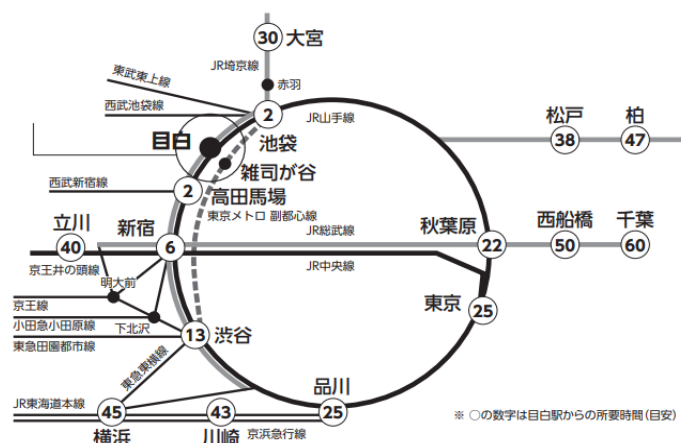 30 大宮
JR埼京線
赤羽
東武東上線
西武池袋線
2
池袋
JR山手線
目白
雑司が谷
松戸
38
柏
47
西武新宿線
2
高田馬場
東京メトロ 副都心線
立川
40
新宿
6
JR総武線
JR中央線
秋葉原
22
西船橋
50
千葉
60
京王井の頭線
明大前
京王線
小田急小田原線
下北沢
東急田園都市線
東京
25
13 渋谷
東急東横線
品川
25
JR東海道本線
45
横浜
43
川崎
京浜急行線
※ ○の数字は目白駅からの所要時間(目安)